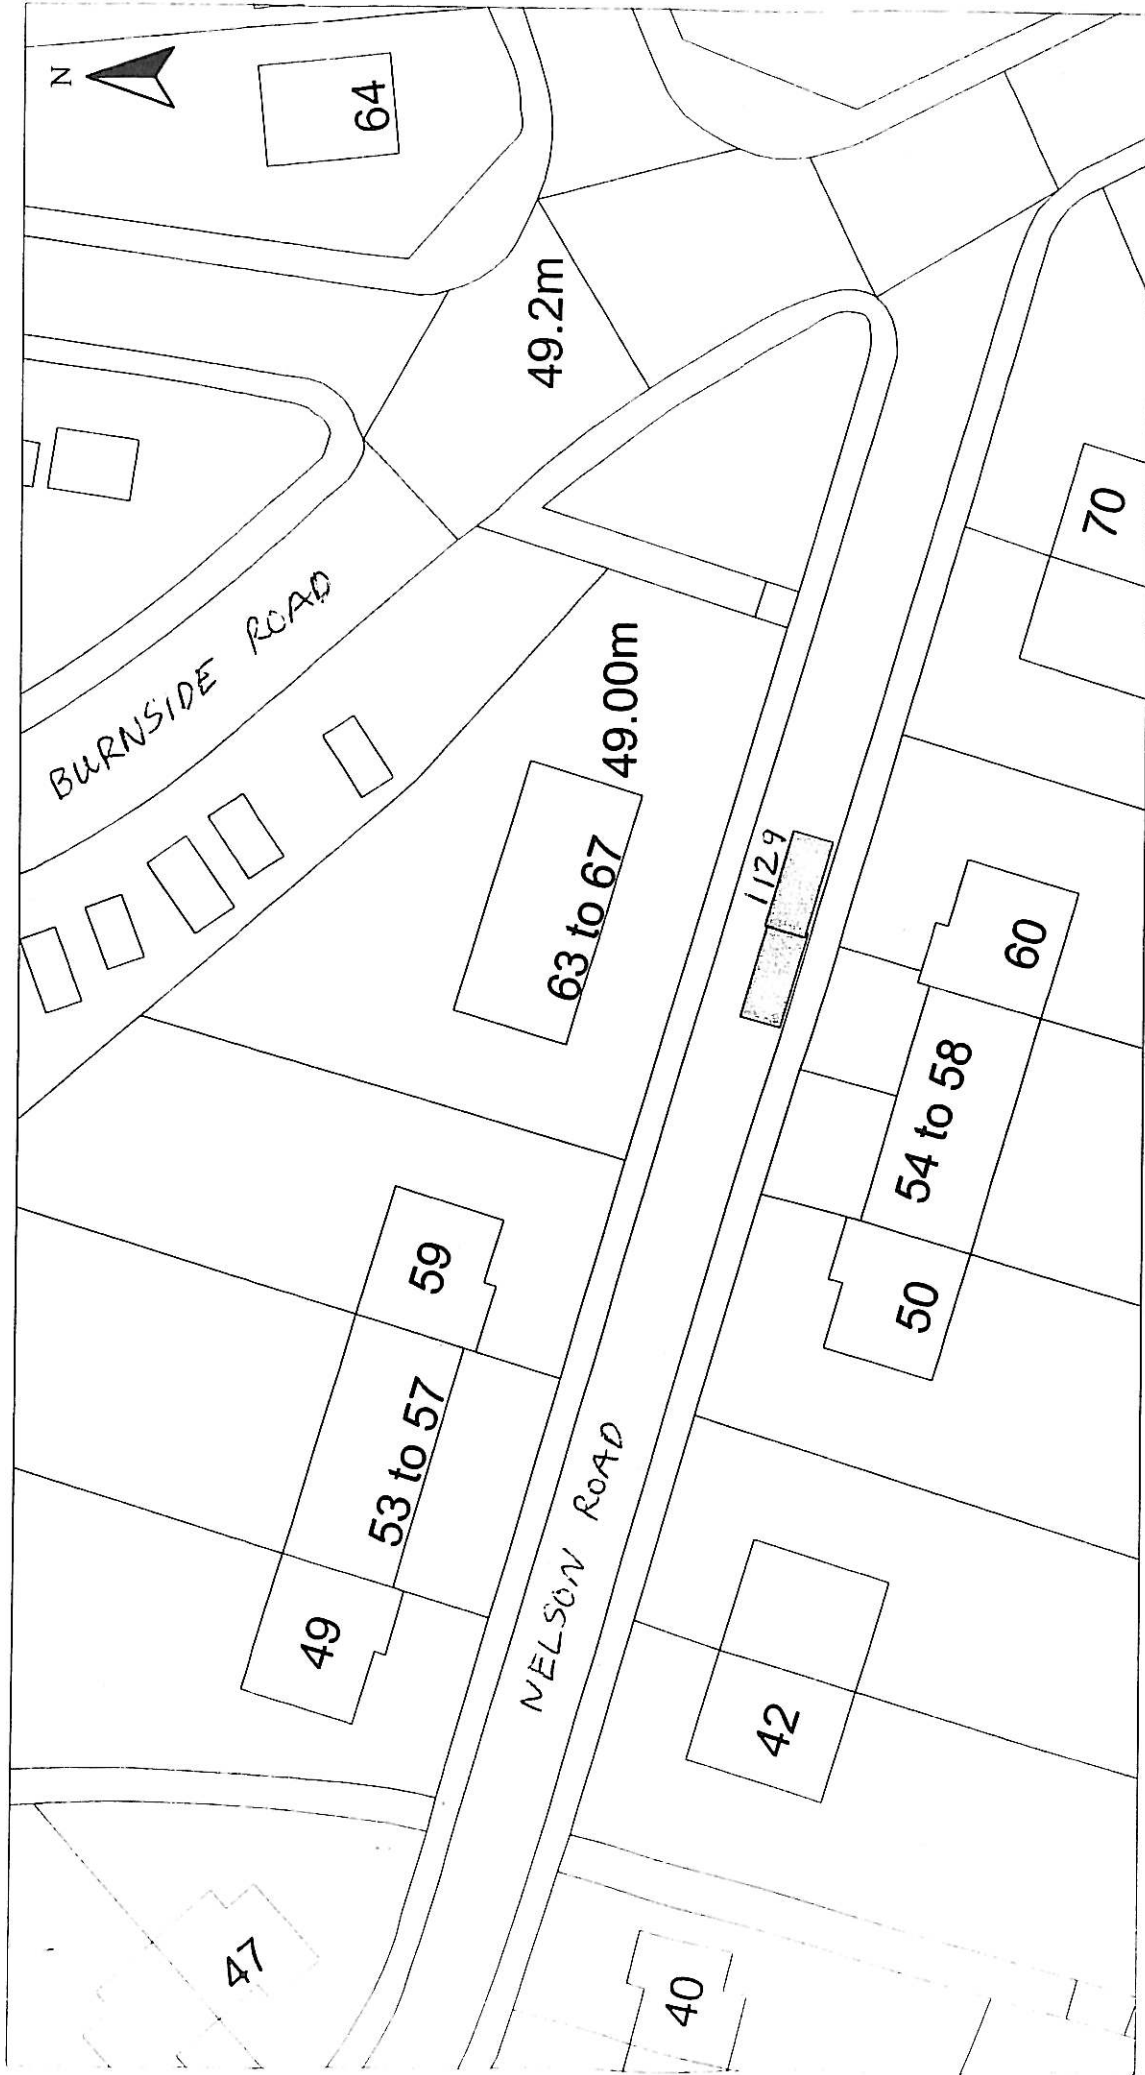 N
64
49.2m
BURNSIDE ROAD
49.00m
70
63 to 67
1129
60
54 to 58
59
50
53 to 57
NELSON ROAD
49
42
47
40